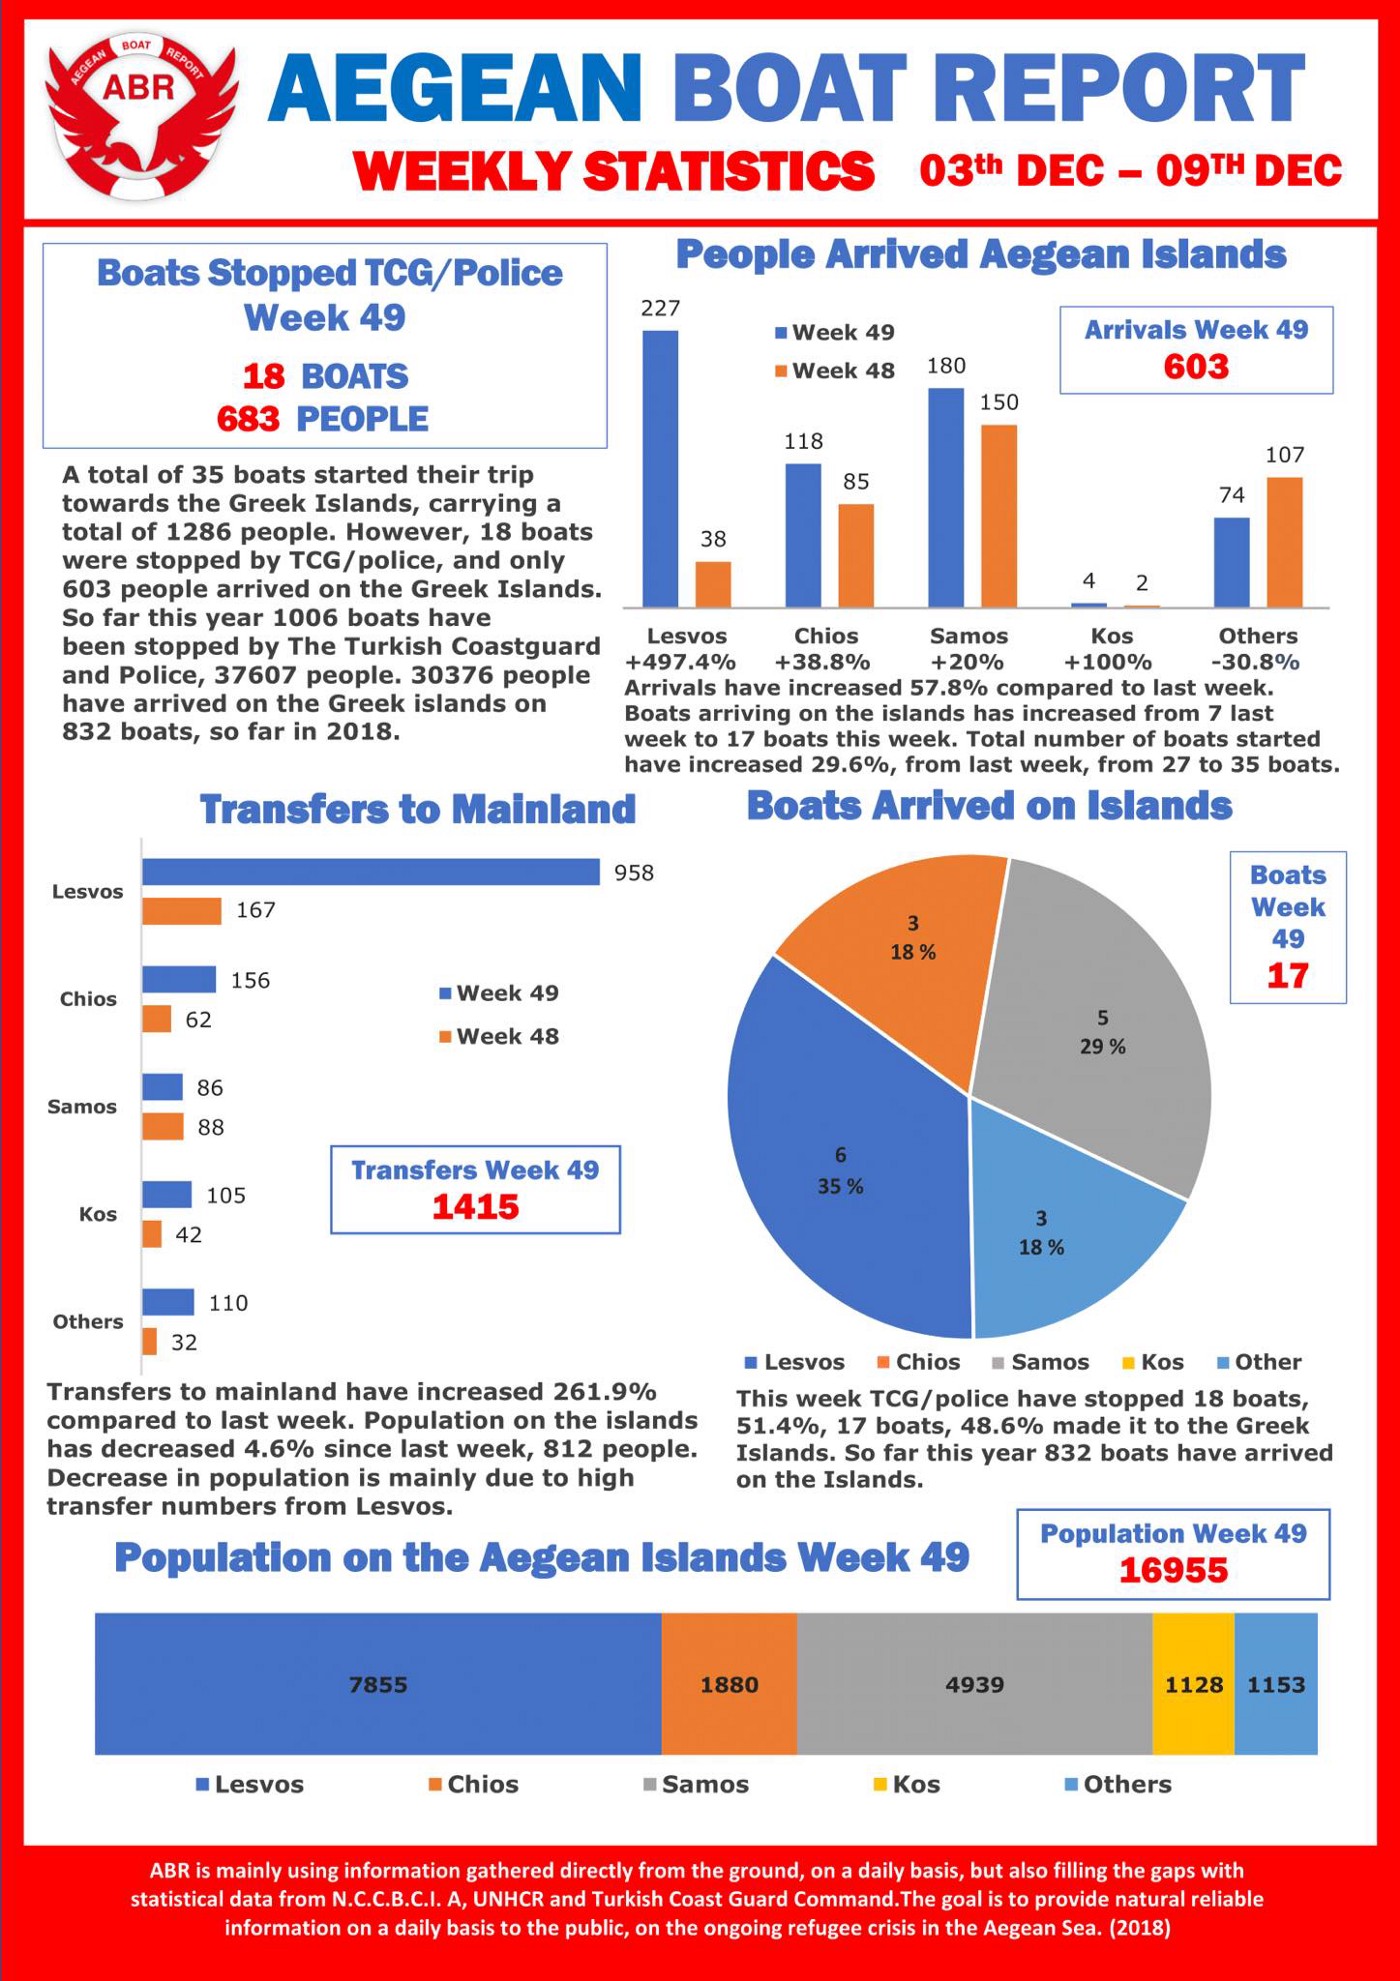 AEGEAN BOAT REPORT
ABR
AEGEAN BOAT REPORT
WEEKLY STATISTICS 03th DEC – 09TH DEC
Boats Stopped TCG/Police
Week 49
18 BOATS
683 PEOPLE
A total of 35 boats started their trip
towards the Greek Islands, carrying a
total of 1286 people. However, 18 boats
were stopped by TCG/police, and only
603 people arrived on the Greek Islands.
So far this year 1006 boats have
been stopped by The Turkish Coastguard
and Police, 37607 people. 30376 people
have arrived on the Greek islands on
832 boats, so far in 2018.
People Arrived Aegean Islands
227
38
118
85
180
150
4
2
74
107
Week 49
Week 48
Arrivals Week 49
603
Lesvos Chios Samos Kos Others
+497.4% +38.8% +20% +100% -30.8%
Arrivals have increased 57.8% compared to last week.
Boats arriving on the islands has increased from 7 last
week to 17 boats this week. Total number of boats started
have increased 29.6%, from last week, from 27 to 35 boats.
Transfers to Mainland
Lesvos
958
167
Chios
156
62
Samos
86
88
Kos
105
42
Others
110
32
Week 49
Week 48
Transfers Week 49
1415
Transfers to mainland have increased 261.9%
compared to last week. Population on the islands
has decreased 4.6% since last week, 812 people.
Decrease in population is mainly due to high
transfer numbers from Lesvos.
Boats Arrived on Islands
Boats
Week
49
17
3
18 %
5
29 %
6
35 %
3
18 %
Lesvos Chios Samos Kos Other
This week TCG/police have stopped 18 boats,
51.4%, 17 boats, 48.6% made it to the Greek
Islands. So far this year 832 boats have arrived
on the Islands.
Population on the Aegean Islands Week 49
Population Week 49
16955
7855 1880 4939 1128 1153
Lesvos Chios Samos Kos Others
ABR is mainly using information gathered directly from the ground, on a daily basis, but also filling the gaps with
statistical data from N.C.C.B.C.I. A, UNHCR and Turkish Coast Guard Command.The goal is to provide natural reliable
information on a daily basis to the public, on the ongoing refugee crisis in the Aegean Sea. (2018)